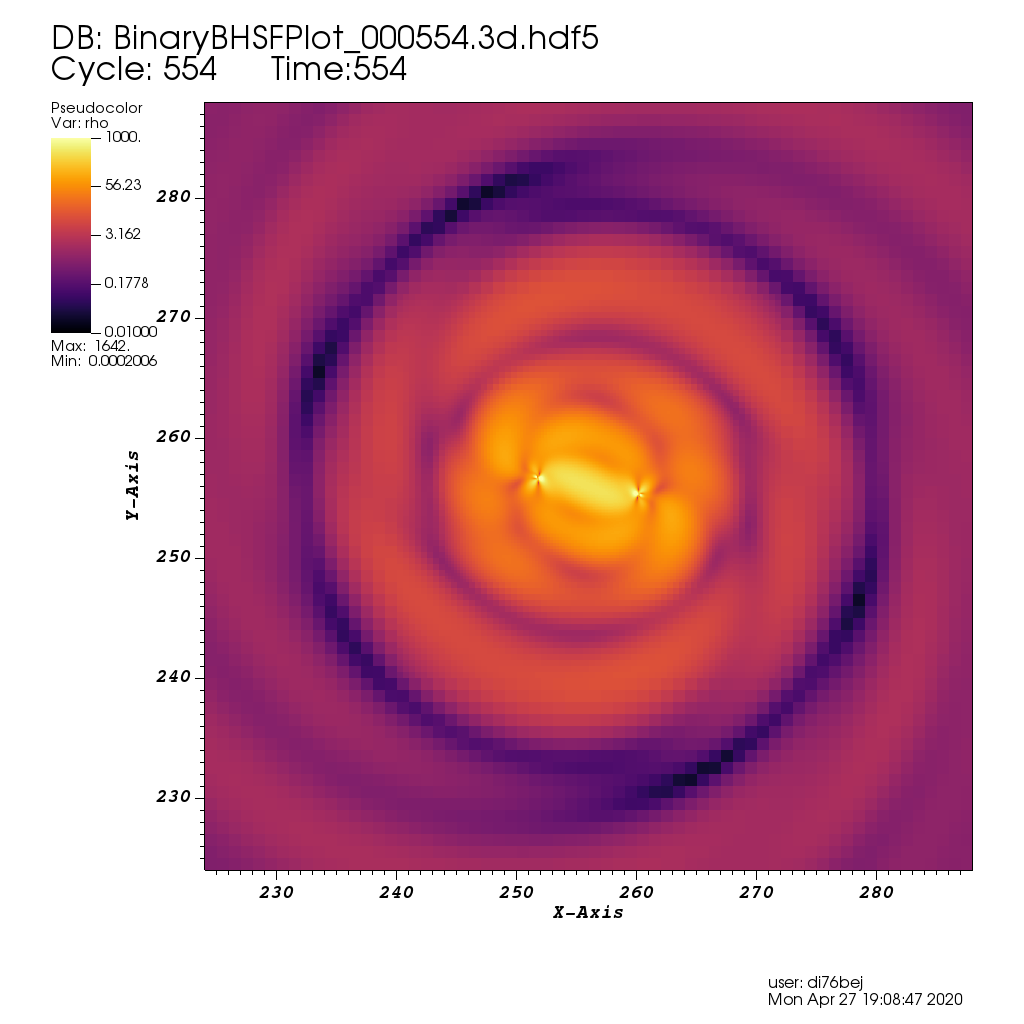 DB: BinaryBHSFPlot_000554.3d.hdf5
Cycle: 554 Time:554
Pseudocolor
Var: rho
1000.
56.23
3.162
0.1778
0.01000
Max: 1642.
Min: 0.0002006
280
270
260
250
240
230
Y-Axis
230 240 250 260 270 280
X-Axis
user: di76bej
Mon Apr 27 19:08:47 2020